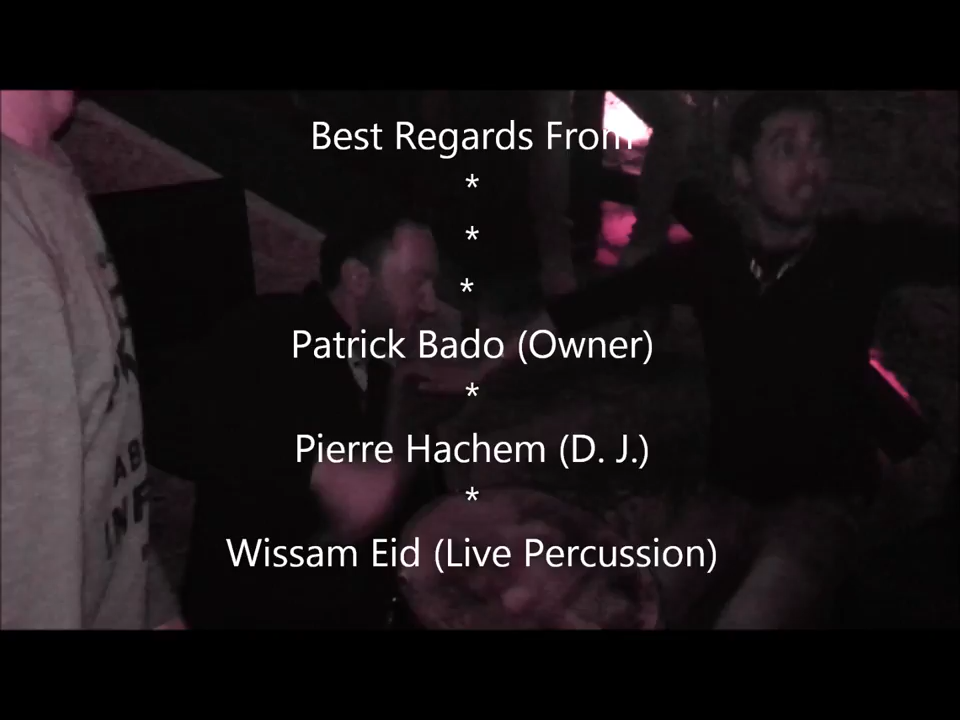 Best Regards From
*
*
*
Patrick Bado (Owner)
*
Pierre Hachem (D. J.)
*
Wissam Eid (Live Percussion)